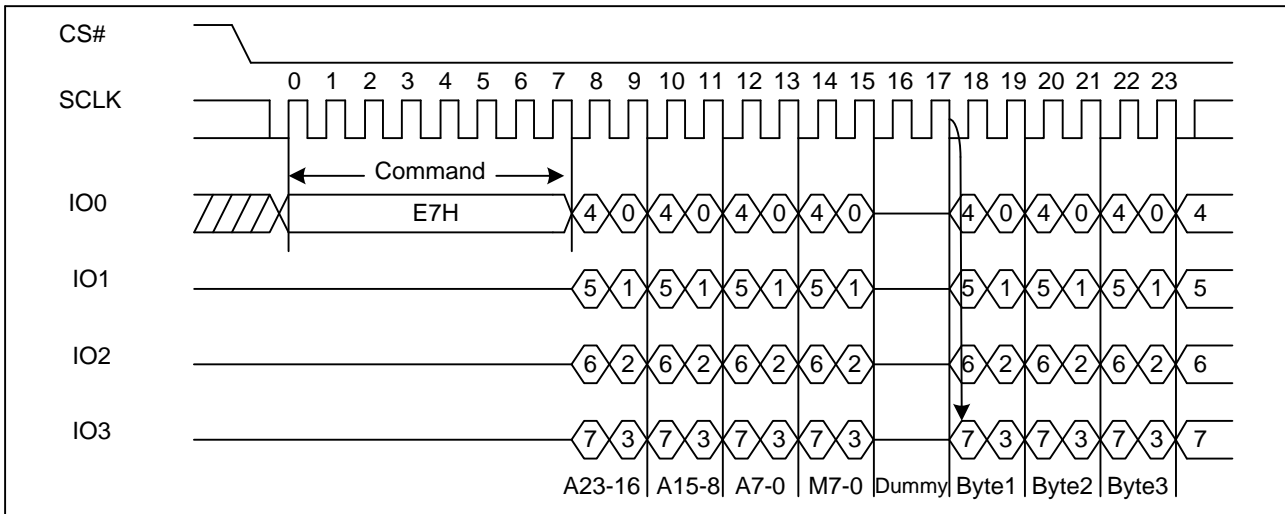 CS#
0 1 2 3 4 5 6 7 8 9 10 11 12 13 14 15 16 17 18 19 20 21 22 23
SCLK
Command
IO0 E7H 4 0 4 0 4 0 4 0 4 0 4 0 4 0 4
IO1 5 1 5 1 5 1 5 1 5 1 5 1 5 1 5
IO2 6 2 6 2 6 2 6 2 6 2 6 2 6 2 6
IO3 7 3 7 3 7 3 7 3 7 3 7 3 7 3 7
A23-16 A15-8 A7-0 M7-0 Dummy Byte1 Byte2 Byte3